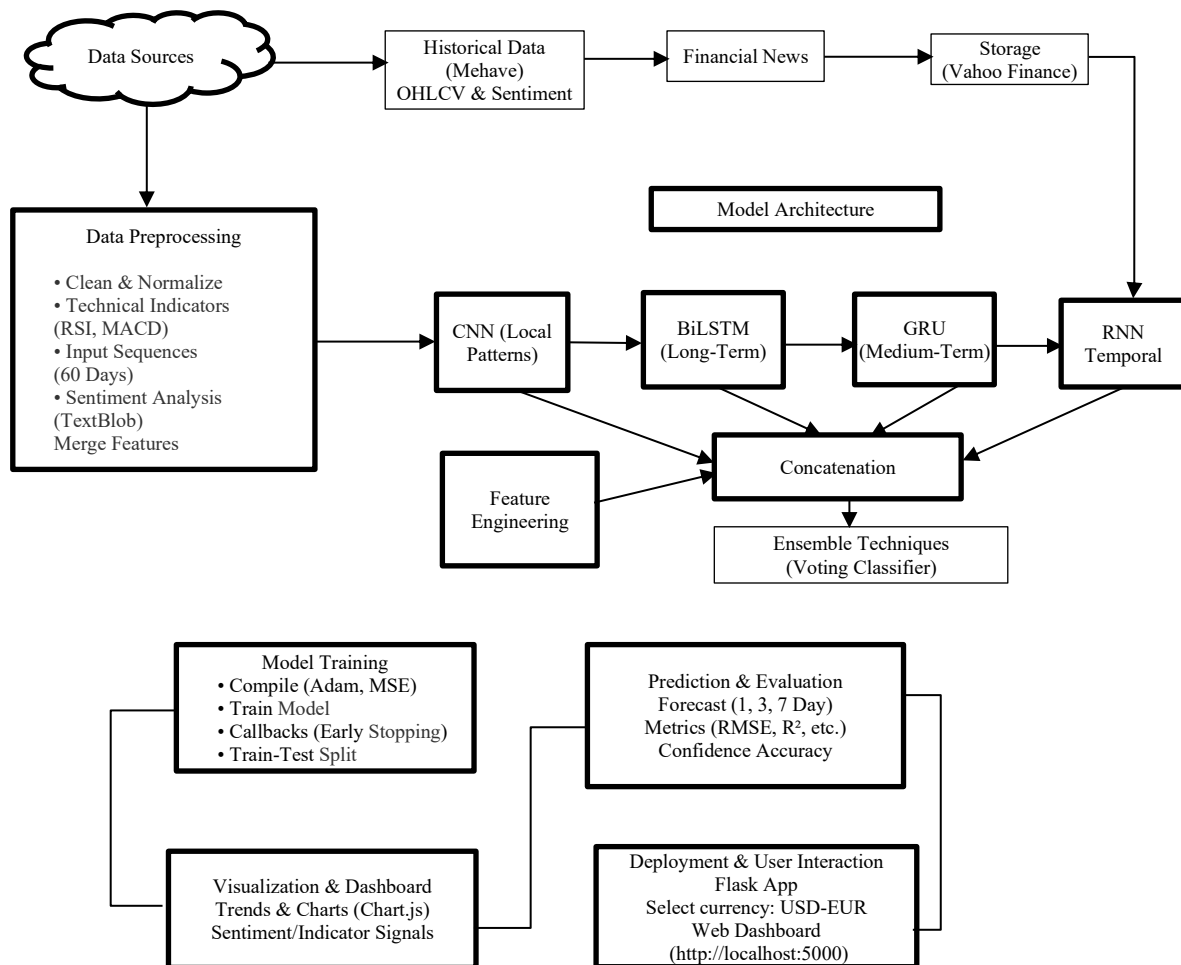 Data Sources
Historical Data
(Mehave)
OHLCV & Sentiment
Financial News
Storage
(Vahoo Finance)
Model Architecture
Data Preprocessing
• Clean & Normalize
• Technical Indicators
(RSI, MACD)
• Input Sequences
(60 Days)
• Sentiment Analysis
(TextBlob)
Merge Features
CNN (Local
Patterns)
BiLSTM
(Long-Term)
GRU
(Medium-Term)
RNN
Temporal
Feature
Engineering
Concatenation
Ensemble Techniques
(Voting Classifier)
Model Training
• Compile (Adam, MSE)
• Train Model
• Callbacks (Early Stopping)
• Train-Test Split
Prediction & Evaluation
Forecast (1, 3, 7 Day)
Metrics (RMSE, R², etc.)
Confidence Accuracy
Visualization & Dashboard
Trends & Charts (Chart.js)
Sentiment/Indicator Signals
Deployment & User Interaction
Flask App
Select currency: USD-EUR
Web Dashboard
(http://localhost:5000)